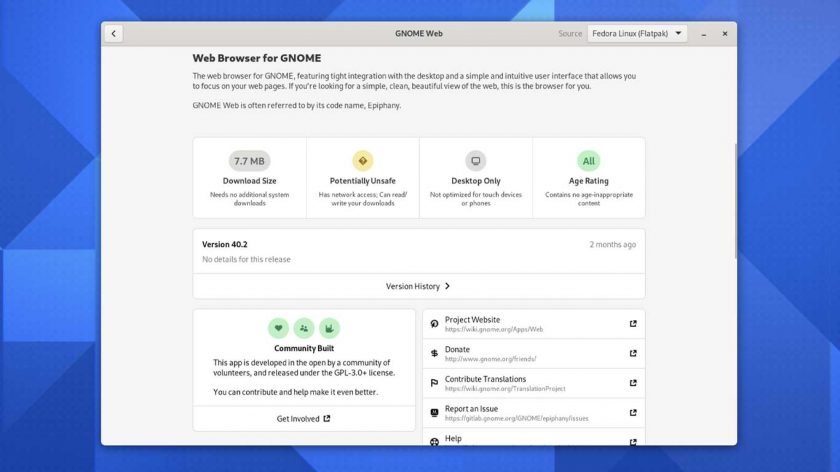 GNOME Web
Source
Fedora Linux (Flatpak)
Web Browser for GNOME
The web browser for GNOME, featuring tight integration with the desktop and a simple and intuitive user interface that allows you
to focus on your web pages. If you're looking for a simple, clean, beautiful view of the web, this is the browser for you.
GNOME Web is often referred to by its code name, Epiphany.
7.7 MB
Download Size
Needs no additional system
downloads
Potentially Unsafe
Has network access; Can read/
write your downloads
Desktop Only
Not optimized for touch devices
or phones
All
Age Rating
Contains no age-inappropriate
content
Version 40.2
2 months ago
No details for this release
Version History
Community Built
This app is developed in the open by a community of
volunteers, and released under the GPL-3.0+ license.
You can contribute and help make it even better.
Get Involved
Project Website
https://wiki.gnome.org/Apps/Web
Donate
http://www.gnome.org/friends/
Contribute Translations
https://wiki.gnome.org/TranslationProject
Report an Issue
https://gitlab.gnome.org/GNOME/epiphany/issues
Help